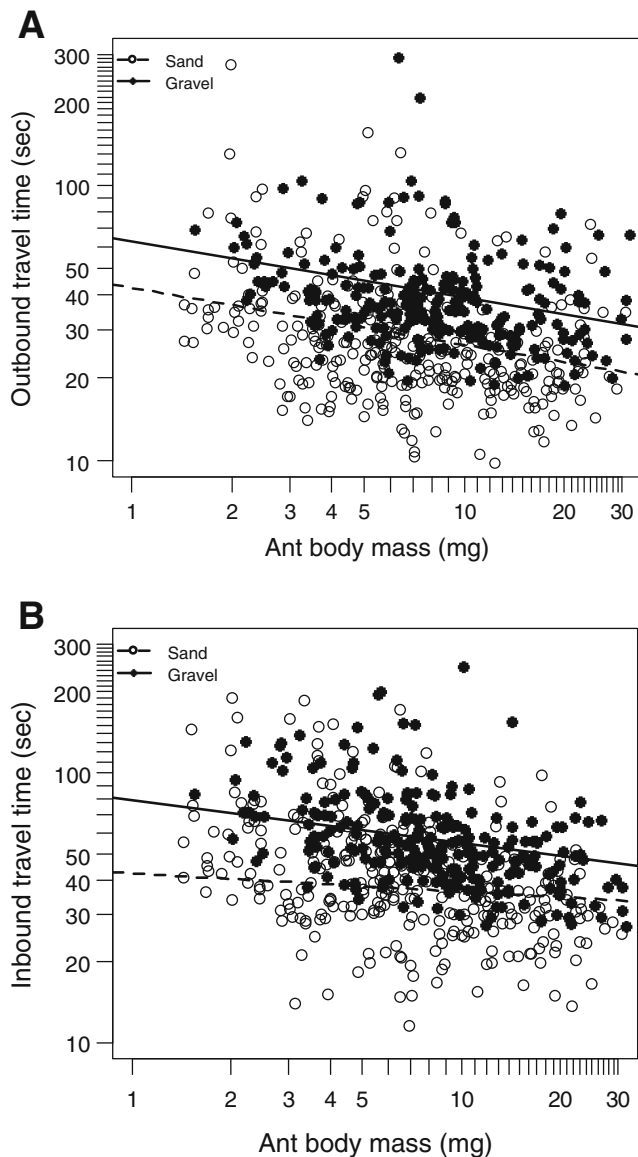 A
Outbound travel time (sec)
300
200
100
50
40
30
20
10
Sand
Gravel
1 2 3 4 5 10 20 30
Ant body mass (mg)
B
Inbound travel time (sec)
300
200
100
50
40
30
20
10
Sand
Gravel
1 2 3 4 5 10 20 30
Ant body mass (mg)